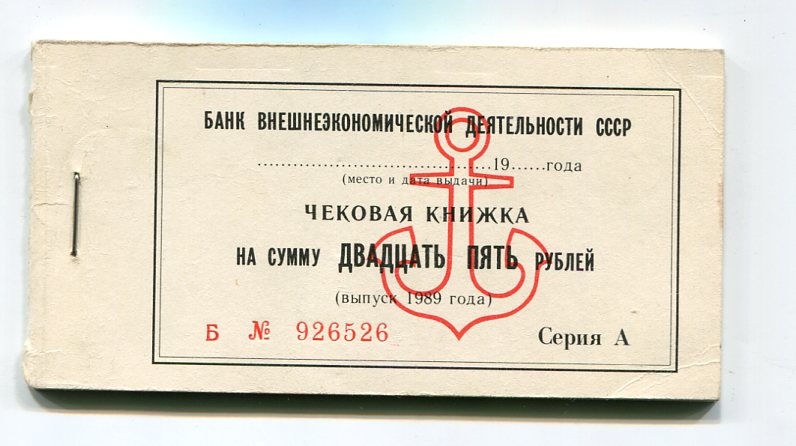 БАНК ВНЕШНЕЭКОНОМИЧЕСКОЙ ДЕЯТЕЛЬНОСТИ СССР
........................................19......года
(место и дата выдачи)
ЧЕКОВАЯ КНИЖКА
НА СУММУ ДВАДЦАТЬ ПЯТЬ РУБЛЕЙ
(выпуск 1989 года)
Б № 926526 Серия А